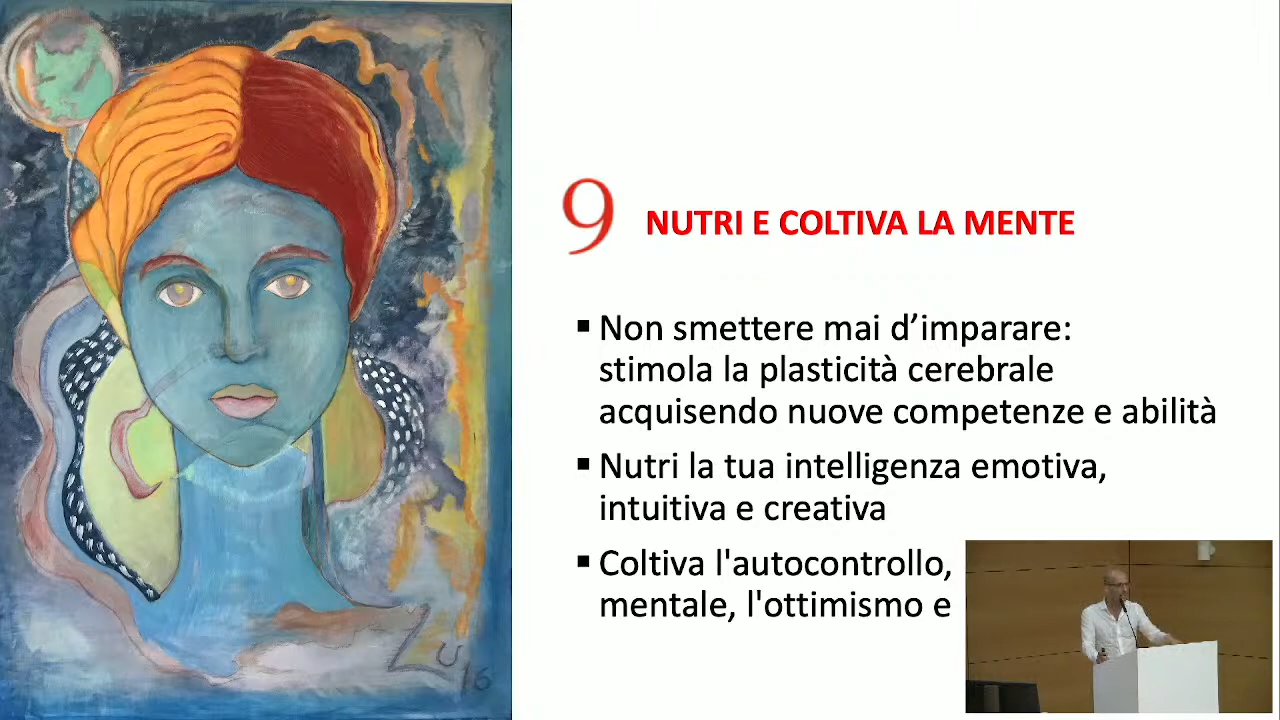 9 NUTRI E COLTIVA LA MENTE
▪ Non smettere mai d’imparare:
stimola la plasticità cerebrale
acquisendo nuove competenze e abilità
▪ Nutri la tua intelligenza emotiva,
intuitiva e creativa
▪ Coltiva l'autocontrollo,
mentale, l'ottimismo e
Zu
16